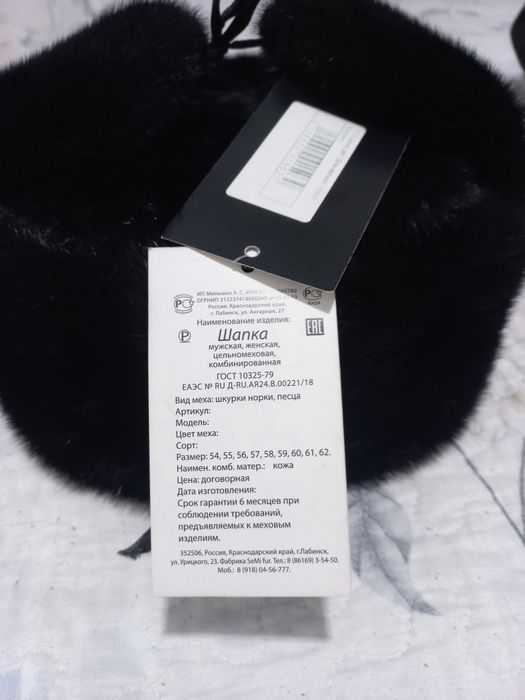 ИП Мильшин А. С. ИНН
Россия, Краснодарский край,
г. Лабинск, ул. Ангарная, 27
Наименование изделия:
Шапка
мужская, женская,
цельномеховая,
комбинированная
ЕАС
ГОСТ 10325-79
ЕАЭС № RU Д-RU.АЯ24.В.00221/18
Вид меха: шкурки норки, песца
Артикул:
Модель:
Цвет меха:
Сорт:
Размер: 54, 55, 56, 57, 58, 59, 60, 61, 62.
Наимен. комб. матер.: кожа
Цена: договорная
Дата изготовления:
Срок гарантии 6 месяцев при
соблюдении требований,
предъявляемых к меховым
изделиям.
352506, Россия, Краснодарский край, г.Лабинск,
ул. Урицкого, 23. Фабрика SeMi fur. Тел.: 8 (86169) 3-54-50.
Моб.: 8 (918) 04-56-777.